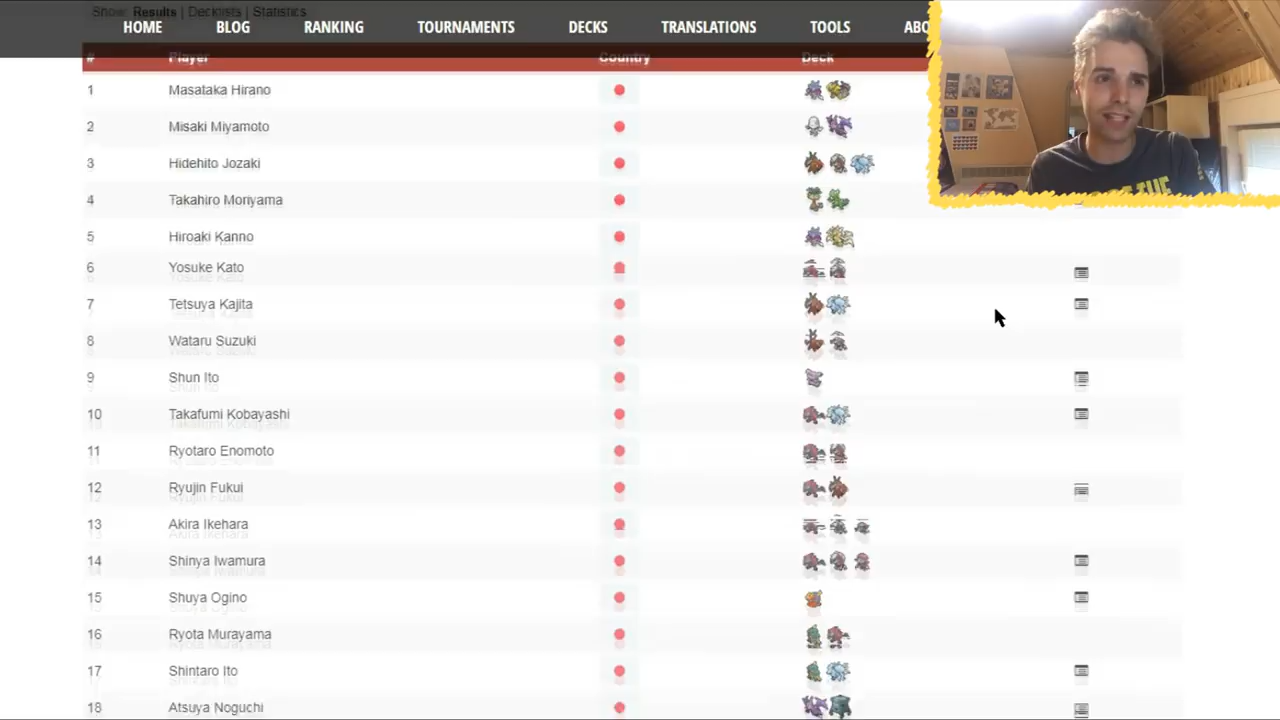 Show: Results | Decklists | Statistics
HOME BLOG RANKING TOURNAMENTS DECKS TRANSLATIONS TOOLS
# Player Country Deck
1 Masataka Hirano
2 Misaki Miyamoto
3 Hidehito Jozaki
4 Takahiro Moriyama
5 Hiroaki Kanno
6 Yosuke Kato
7 Tetsuya Kajita
8 Wataru Suzuki
9 Shun Ito
10 Takafumi Kobayashi
11 Ryotaro Enomoto
12 Ryujin Fukui
13 Akira Ikehara
14 Shinya Iwamura
15 Shuya Ogino
16 Ryota Murayama
17 Shintaro Ito
18 Atsuya Noguchi